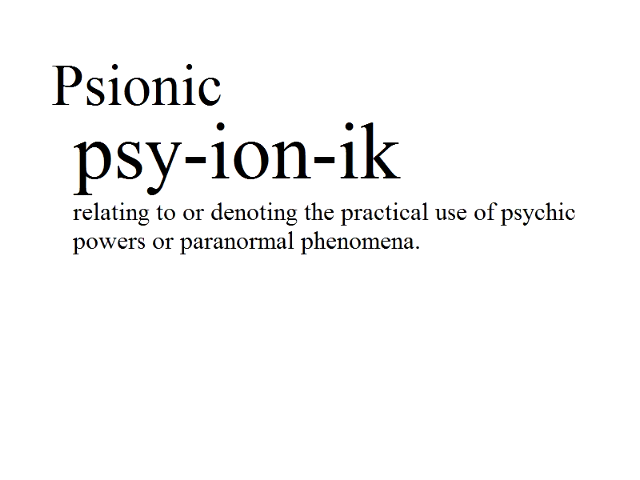 Psionic
psy-ion-ik
relating to or denoting the practical use of psychic
powers or paranormal phenomena.